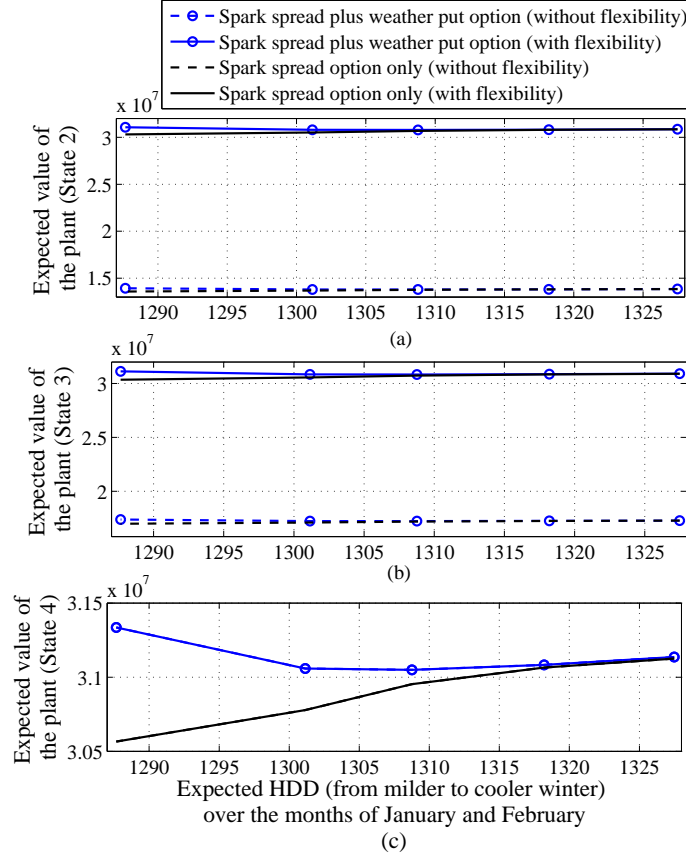 Spark spread plus weather put option (without flexibility)
Spark spread plus weather put option (with flexibility)
Spark spread option only (without flexibility)
Spark spread option only (with flexibility)
x 10^7
Expected value of
the plant (State 2)
3
2.5
2
1.5
1290 1295 1300 1305 1310 1315 1320 1325
(a)
x 10^7
Expected value of
the plant (State 3)
3
2.5
2
1290 1295 1300 1305 1310 1315 1320 1325
(b)
x 10^7
Expected value of
the plant (State 4)
3.15
3.1
3.05
1290 1295 1300 1305 1310 1315 1320 1325
Expected HDD (from milder to cooler winter)
over the months of January and February
(c)